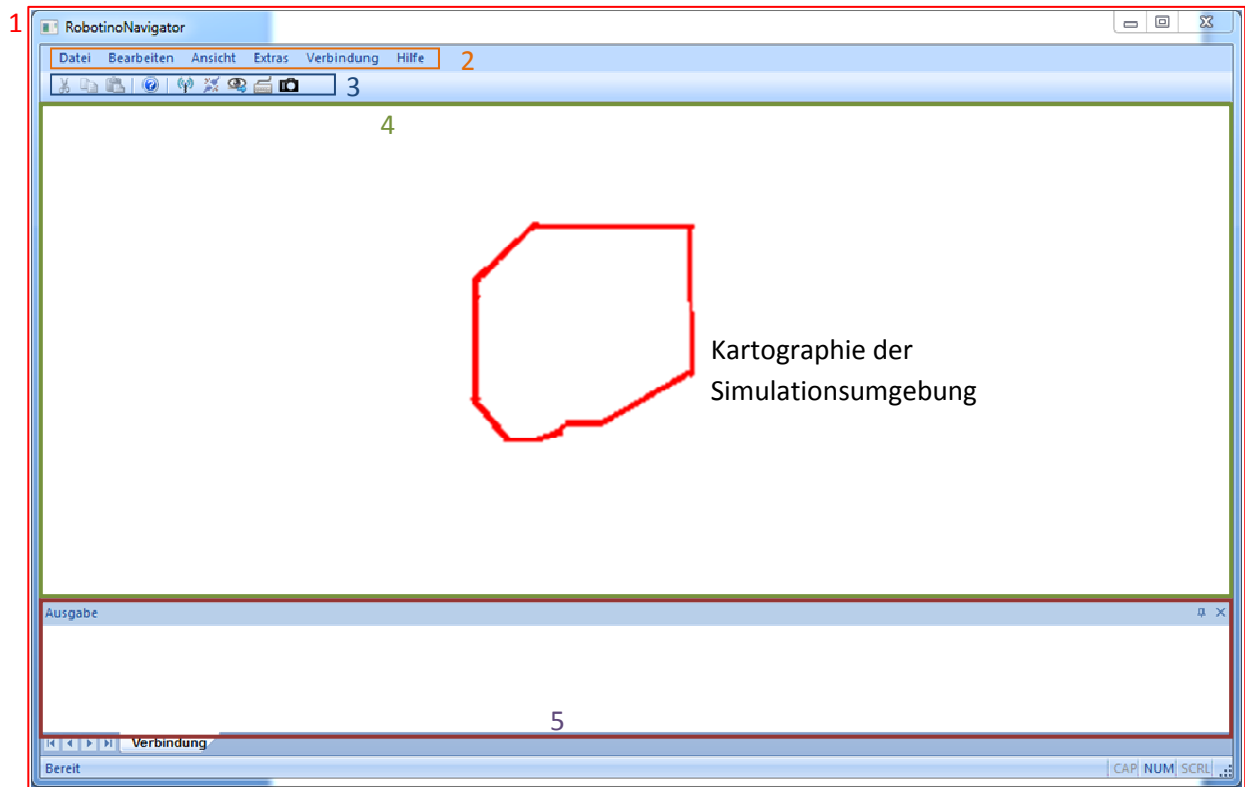 1
RobotinoNavigator
Datei Bearbeiten Ansicht Extras Verbindung Hilfe 2
3
4
Kartographie der
Simulationsumgebung
Ausgabe
5
Verbindung
Bereit CAP NUM SCRL